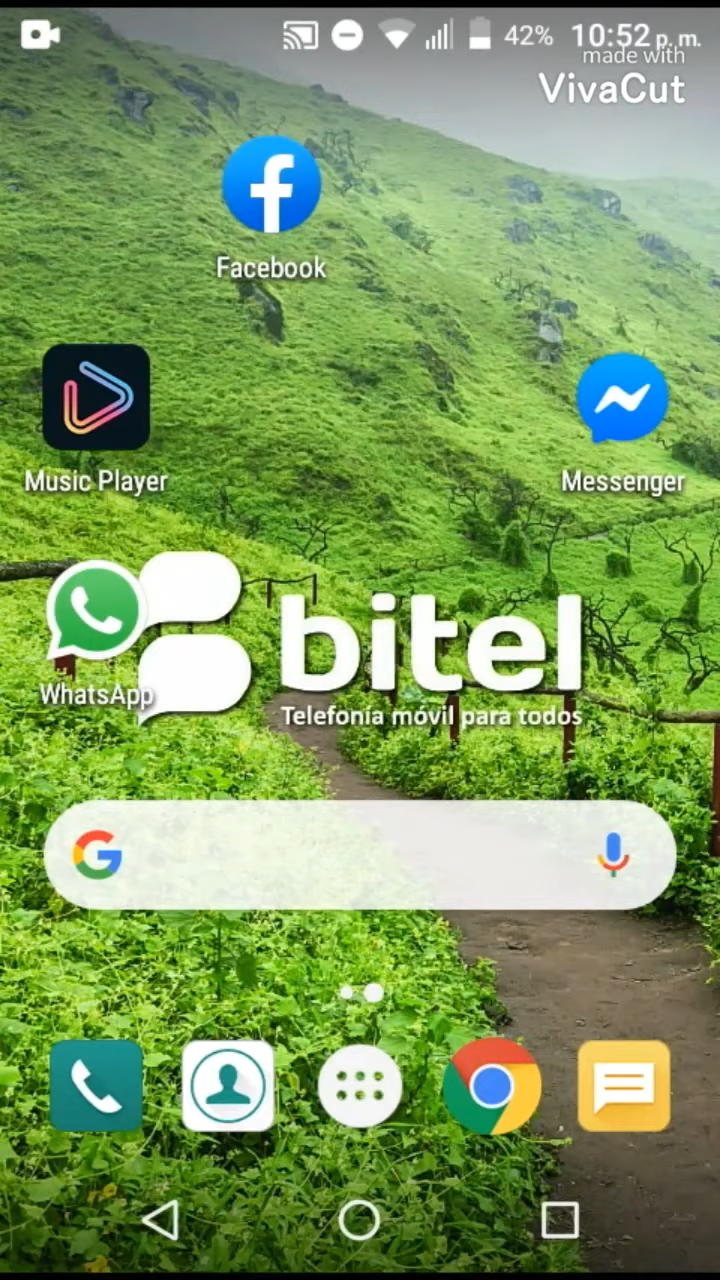 42% 10:52 p. m.
made with
VivaCut
Facebook
Music Player
Messenger
WhatsApp
bitel
Telefonía móvil para todos